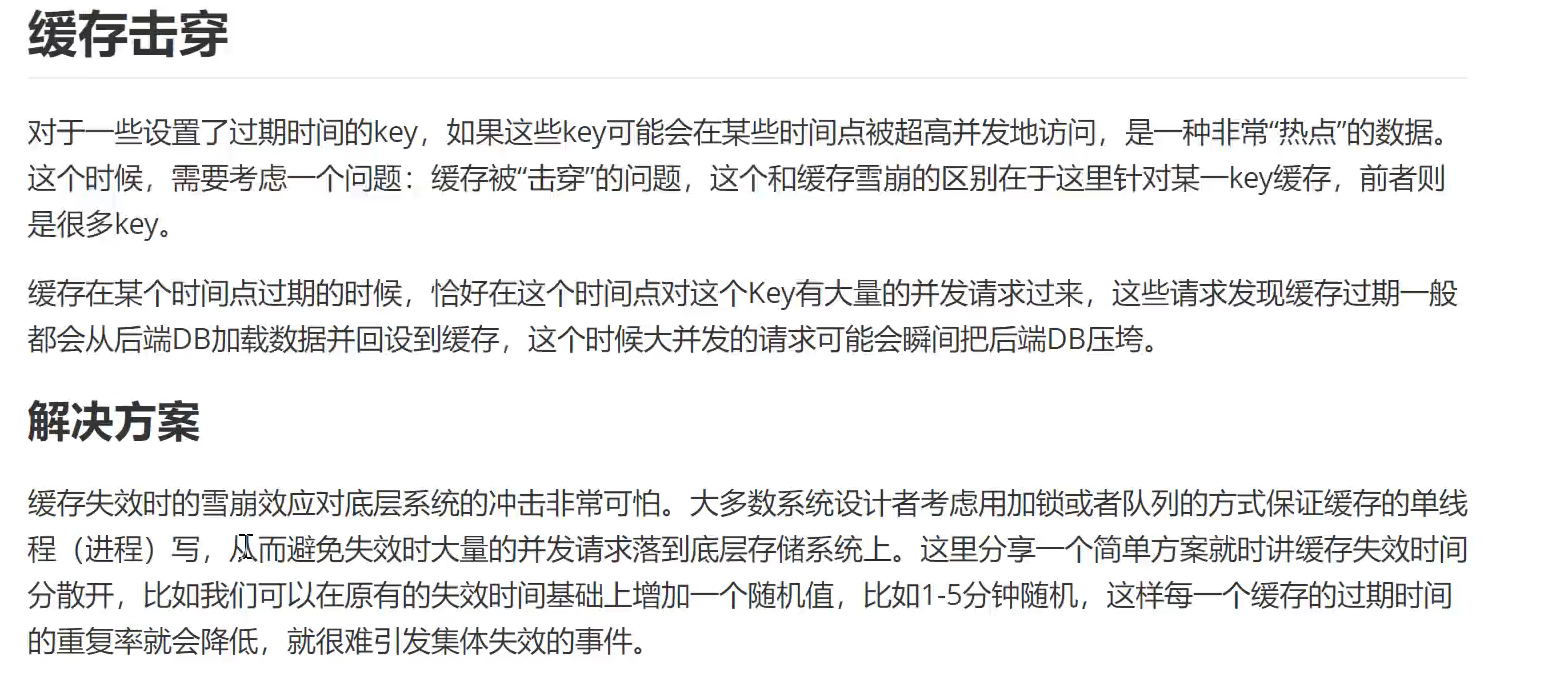 缓存击穿
对于一些设置了过期时间的key，如果这些key可能会在某些时间点被超高并发地访问，是一种非常“热点”的数据。
这个时候，需要考虑一个问题：缓存被“击穿”的问题，这个和缓存雪崩的区别在于这里针对某一key缓存，前者则
是很多key。
缓存在某个时间点过期的时候，恰好在这个时间点对这个Key有大量的并发请求过来，这些请求发现缓存过期一般
都会从后端DB加载数据并回设到缓存，这个时候大并发的请求可能会瞬间把后端DB压垮。
解决方案
缓存失效时的雪崩效应对底层系统的冲击非常可怕。大多数系统设计者考虑用加锁或者队列的方式保证缓存的单线
程（进程）写，从而避免失效时大量的并发请求落到底层存储系统上。这里分享一个简单方案就时讲缓存失效时间
分散开，比如我们可以在原有的失效时间基础上增加一个随机值，比如1-5分钟随机，这样每一个缓存的过期时间
的重复率就会降低，就很难引发集体失效的事件。